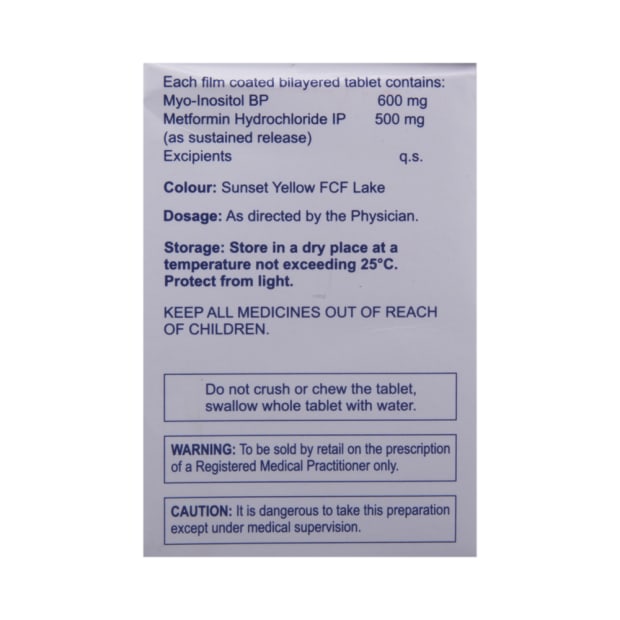 Each film coated bilayered tablet contains:
Myo-Inositol BP 600 mg
Metformin Hydrochloride IP 500 mg
(as sustained release)
Excipients q.s.
Colour: Sunset Yellow FCF Lake
Dosage: As directed by the Physician.
Storage: Store in a dry place at a
temperature not exceeding 25°C.
Protect from light.
KEEP ALL MEDICINES OUT OF REACH
OF CHILDREN.
Do not crush or chew the tablet,
swallow whole tablet with water.
WARNING: To be sold by retail on the prescription
of a Registered Medical Practitioner only.
CAUTION: It is dangerous to take this preparation
except under medical supervision.